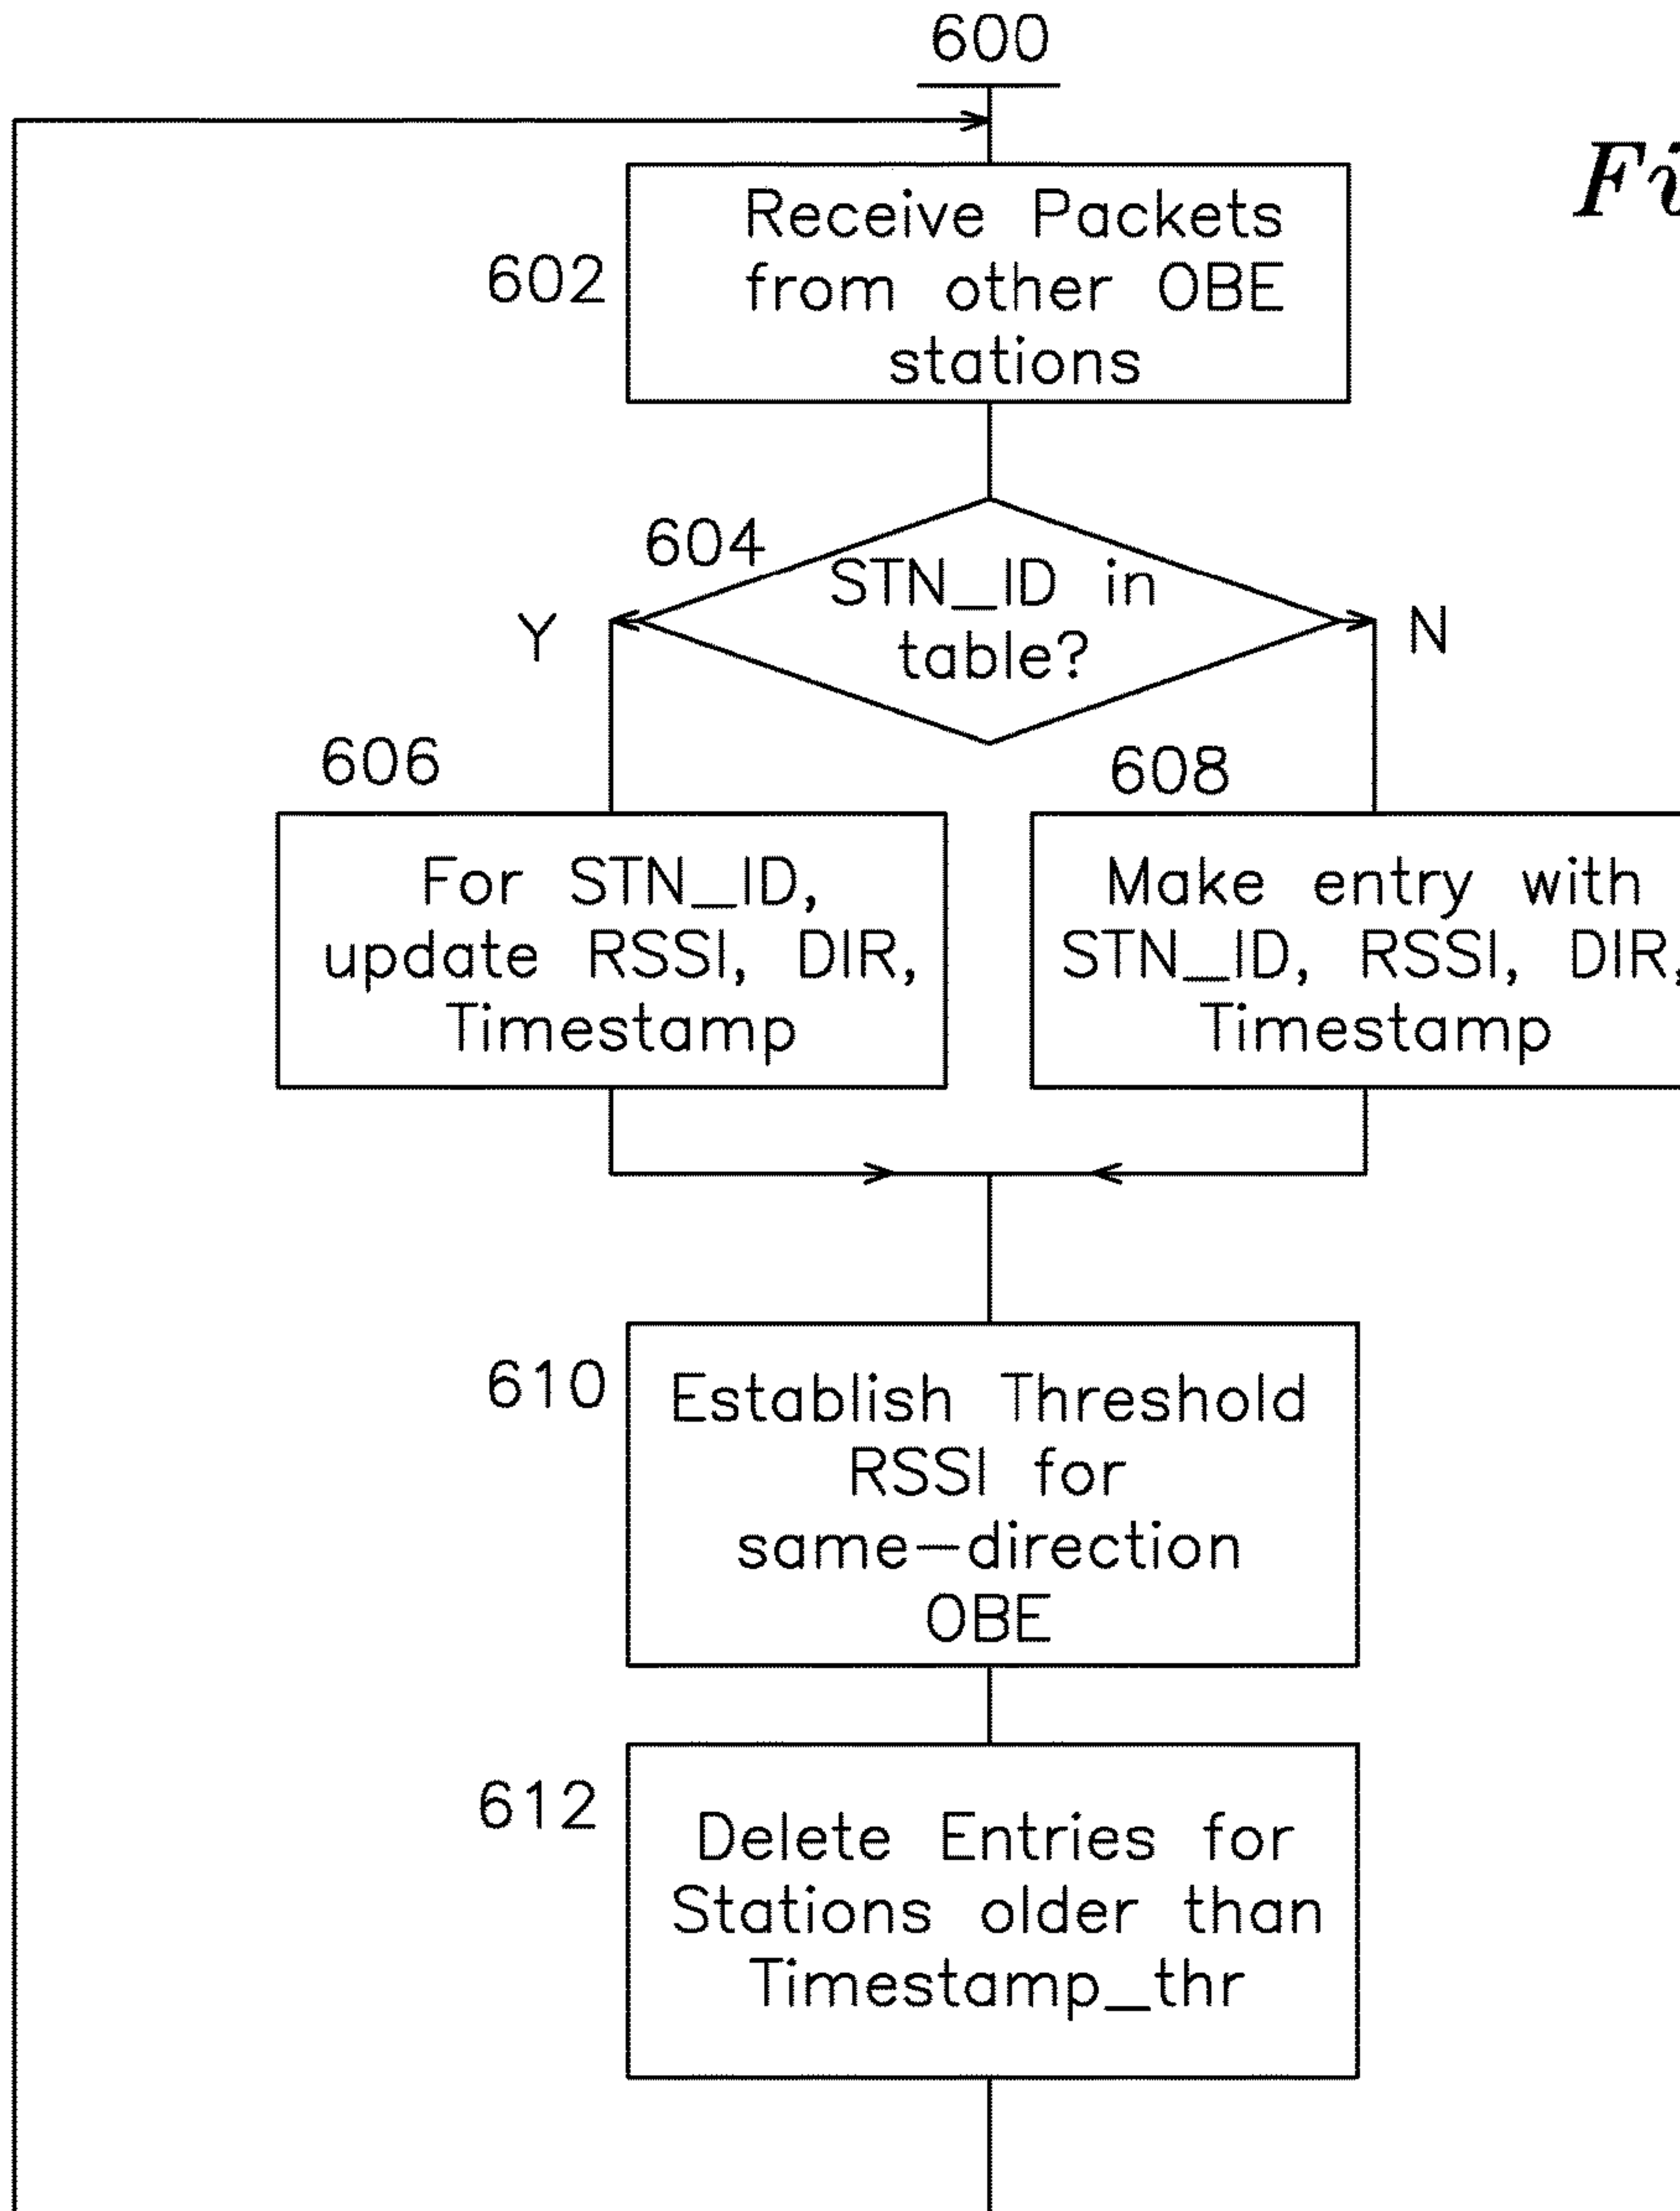 600
Fi
602
Receive Packets
from other OBE
stations
604
STN_ID in
table?
Y
N
606
For STN_ID,
update RSSI, DIR,
Timestamp
608
Make entry with
STN_ID, RSSI, DIR,
Timestamp
610
Establish Threshold
RSSI for
same-direction
OBE
612
Delete Entries for
Stations older than
Timestamp_thr